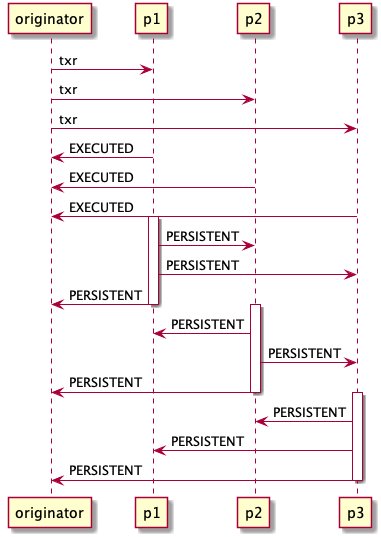 originator p1 p2 p3
txr
txr
txr
EXECUTED
EXECUTED
EXECUTED
PERSISTENT
PERSISTENT
PERSISTENT
PERSISTENT
PERSISTENT
PERSISTENT
PERSISTENT
PERSISTENT
PERSISTENT
originator p1 p2 p3